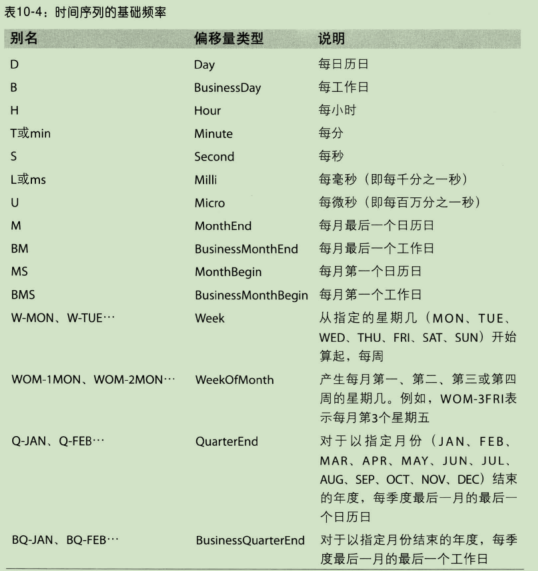 表10-4：时间序列的基础频率
别名 偏移量类型 说明
D Day 每日历日
B BusinessDay 每工作日
H Hour 每小时
T或min Minute 每分
S Second 每秒
L或ms Milli 每毫秒（即每千分之一秒）
U Micro 每微秒（即每百万分之一秒）
M MonthEnd 每月最后一个日历日
BM BusinessMonthEnd 每月最后一个工作日
MS MonthBegin 每月第一个日历日
BMS BusinessMonthBegin 每月第一个工作日
W-MON、W-TUE… Week 从指定的星期几（MON、TUE、
WED、THU、FRI、SAT、SUN）开始
算起，每周
WOM-1MON、WOM-2MON… WeekOfMonth 产生每月第一、第二、第三或第四
周的星期几。例如，WOM-3FRI表
示每月第3个星期五
Q-JAN、Q-FEB… QuarterEnd 对于以指定月份（JAN、FEB、
MAR、APR、MAY、JUN、JUL、
AUG、SEP、OCT、NOV、DEC）结束
的年度，每季度最后一月的最后一
个日历日
BQ-JAN、BQ-FEB… BusinessQuarterEnd 对于以指定月份结束的年度，每季
度最后一月的最后一个工作日